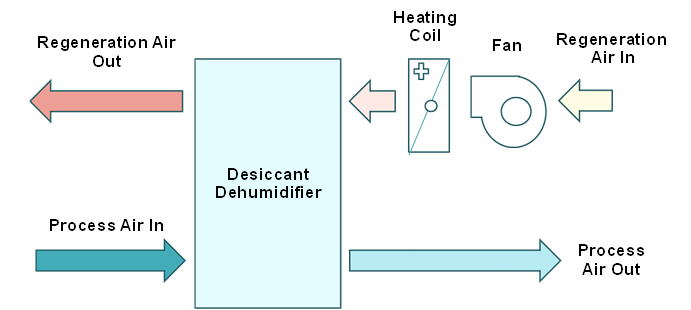 Heating
Coil
Fan
Regeneration
Air In
Regeneration Air
Out
Desiccant
Dehumidifier
Process Air In
Process
Air Out